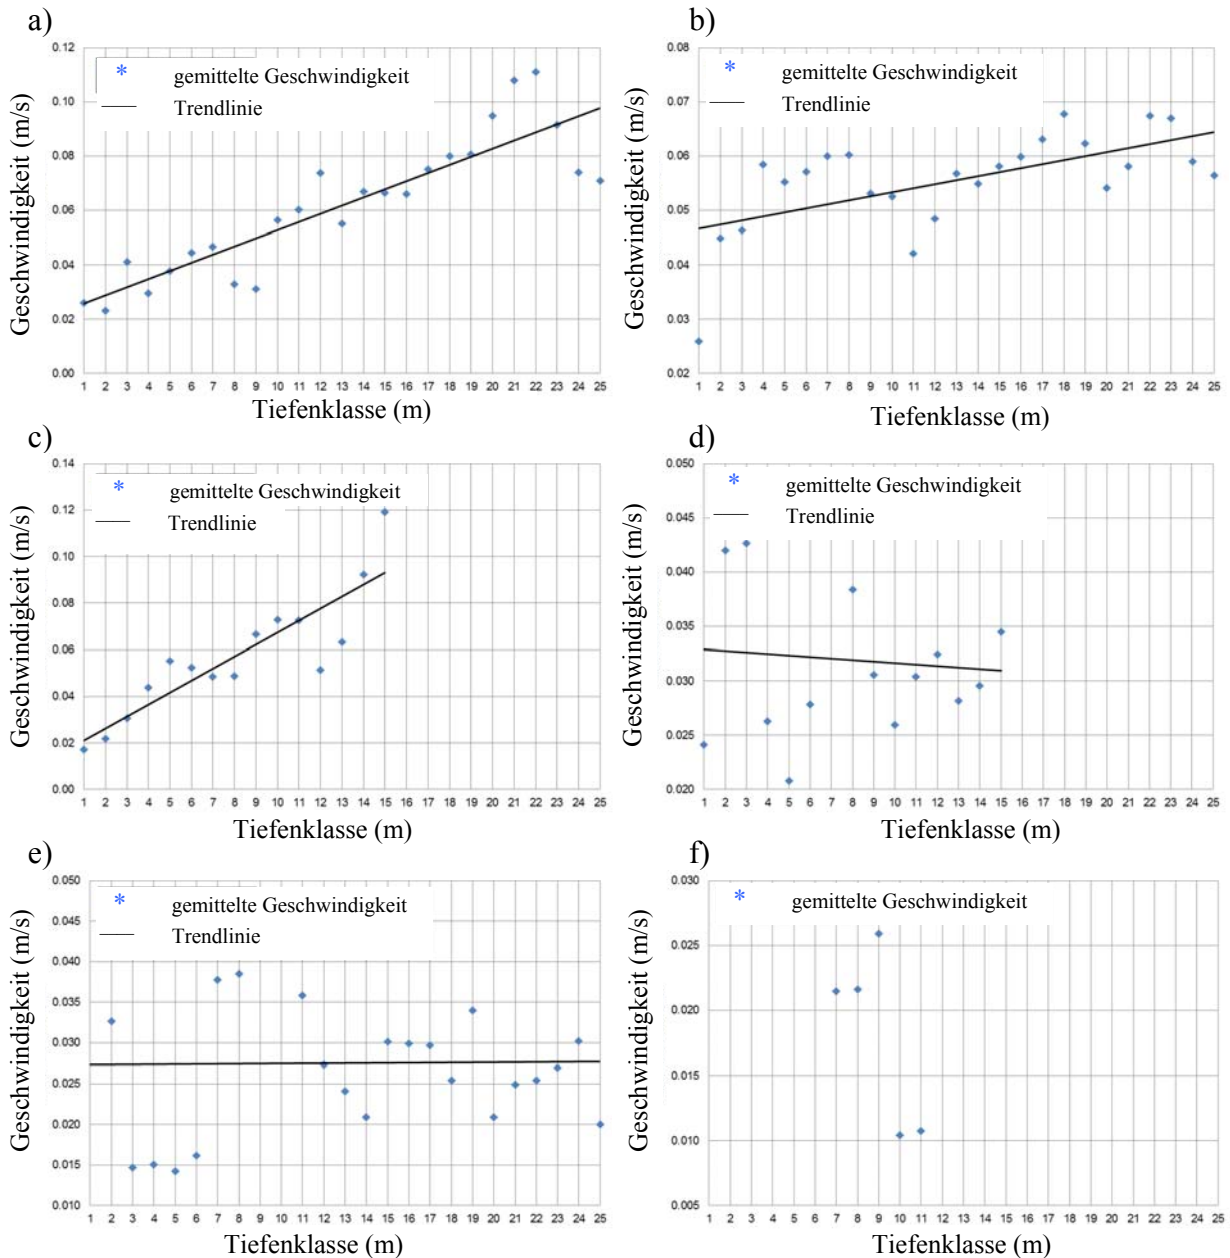 a)
0.12
* gemittelte Geschwindigkeit
Trendlinie
0.10
0.08
0.06
0.04
0.02
0.00
Geschwindigkeit (m/s)
1 2 3 4 5 6 7 8 9 10 11 12 13 14 15 16 17 18 19 20 21 22 23 24 25
Tiefenklasse (m)
b)
0.08
* gemittelte Geschwindigkeit
Trendlinie
0.07
0.06
0.05
0.04
0.03
0.02
Geschwindigkeit (m/s)
1 2 3 4 5 6 7 8 9 10 11 12 13 14 15 16 17 18 19 20 21 22 23 24 25
Tiefenklasse (m)
c)
0.14
* gemittelte Geschwindigkeit
Trendlinie
0.12
0.10
0.08
0.06
0.04
0.02
0.00
Geschwindigkeit (m/s)
1 2 3 4 5 6 7 8 9 10 11 12 13 14 15 16 17 18 19 20 21 22 23 24 25
Tiefenklasse (m)
d)
0.050
* gemittelte Geschwindigkeit
Trendlinie
0.045
0.040
0.035
0.030
0.025
0.020
Geschwindigkeit (m/s)
1 2 3 4 5 6 7 8 9 10 11 12 13 14 15 16 17 18 19 20 21 22 23 24 25
Tiefenklasse (m)
e)
0.050
* gemittelte Geschwindigkeit
Trendlinie
0.045
0.040
0.035
0.030
0.025
0.020
0.015
0.010
Geschwindigkeit (m/s)
1 2 3 4 5 6 7 8 9 10 11 12 13 14 15 16 17 18 19 20 21 22 23 24 25
Tiefenklasse (m)
f)
0.030
* gemittelte Geschwindigkeit
0.025
0.020
0.015
0.010
0.005
Geschwindigkeit (m/s)
1 2 3 4 5 6 7 8 9 10 11 12 13 14 15 16 17 18 19 20 21 22 23 24 25
Tiefenklasse (m)